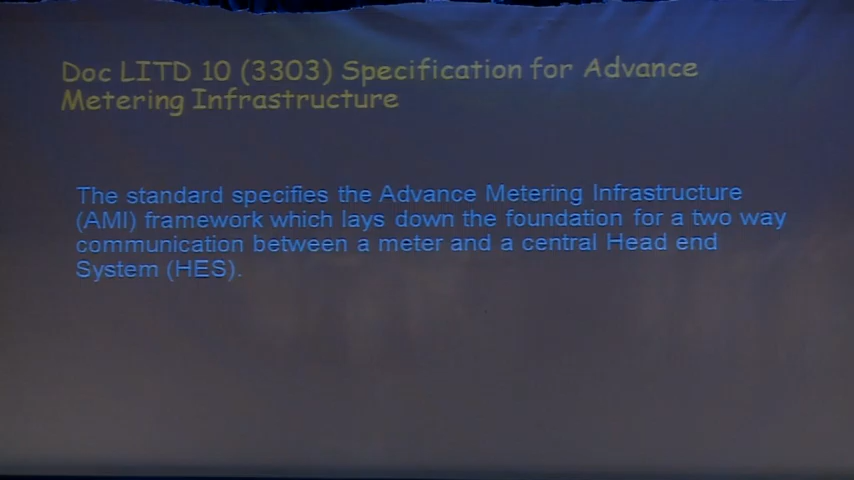 Doc LITD 10 (3303) Specification for Advance
Metering Infrastructure
The standard specifies the Advance Metering Infrastructure
(AMI) framework which lays down the foundation for a two way
communication between a meter and a central Head end
System (HES).